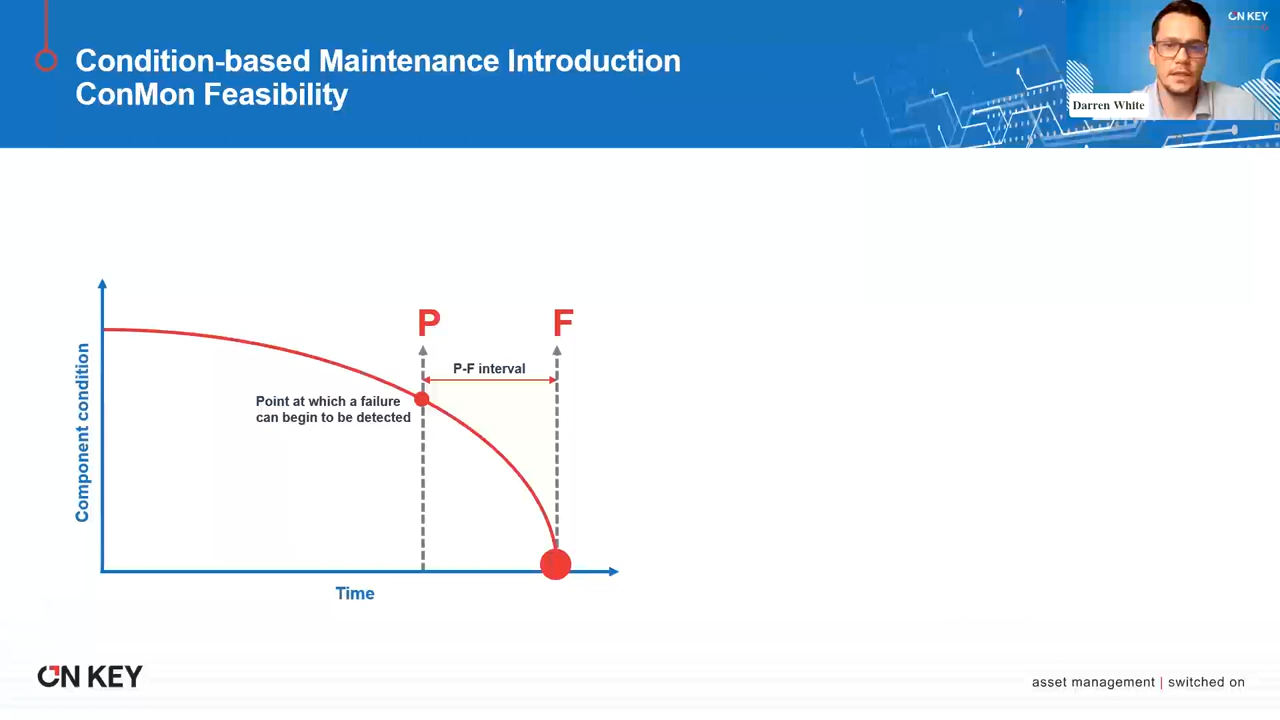 Condition-based Maintenance Introduction
ConMon Feasibility
ON KEY
Darren White
P
F
P-F interval
Point at which a failure
can begin to be detected
Component condition
Time
ON KEY
asset management | switched on